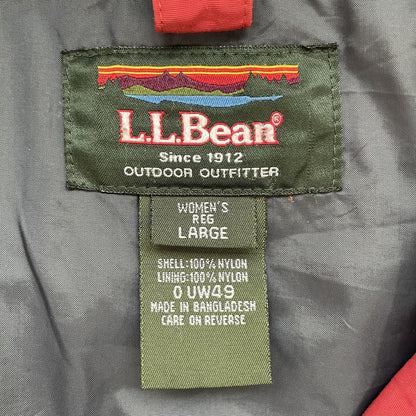 L.L.Bean®
Since 1912
OUTDOOR OUTFITTER
WOMEN'S
REG
LARGE
SHELL:100% NYLON
LINING:100% NYLON
0 UW49
MADE IN BANGLADESH
CARE ON REVERSE